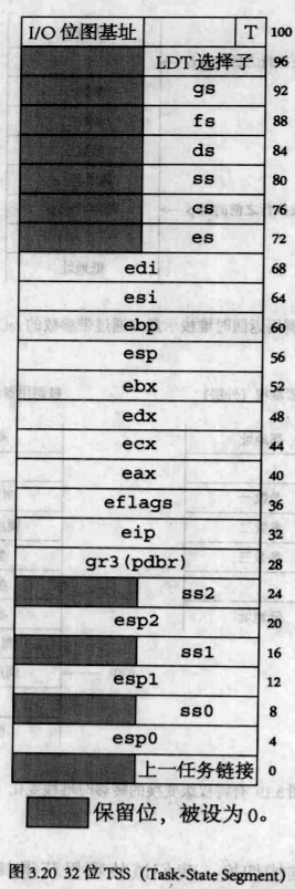 I/O 位图基址 T 100
LDT 选择子 96
gs 92
fs 88
ds 84
ss 80
cs 76
es 72
edi 68
esi 64
ebp 60
esp 56
ebx 52
edx 48
ecx 44
eax 40
eflags 36
eip 32
gr3(pdbr) 28
ss2 24
esp2 20
ss1 16
esp1 12
ss0 8
esp0 4
上一任务链接 0
保留位，被设为0。
图 3.20 32 位 TSS（Task-State Segment）